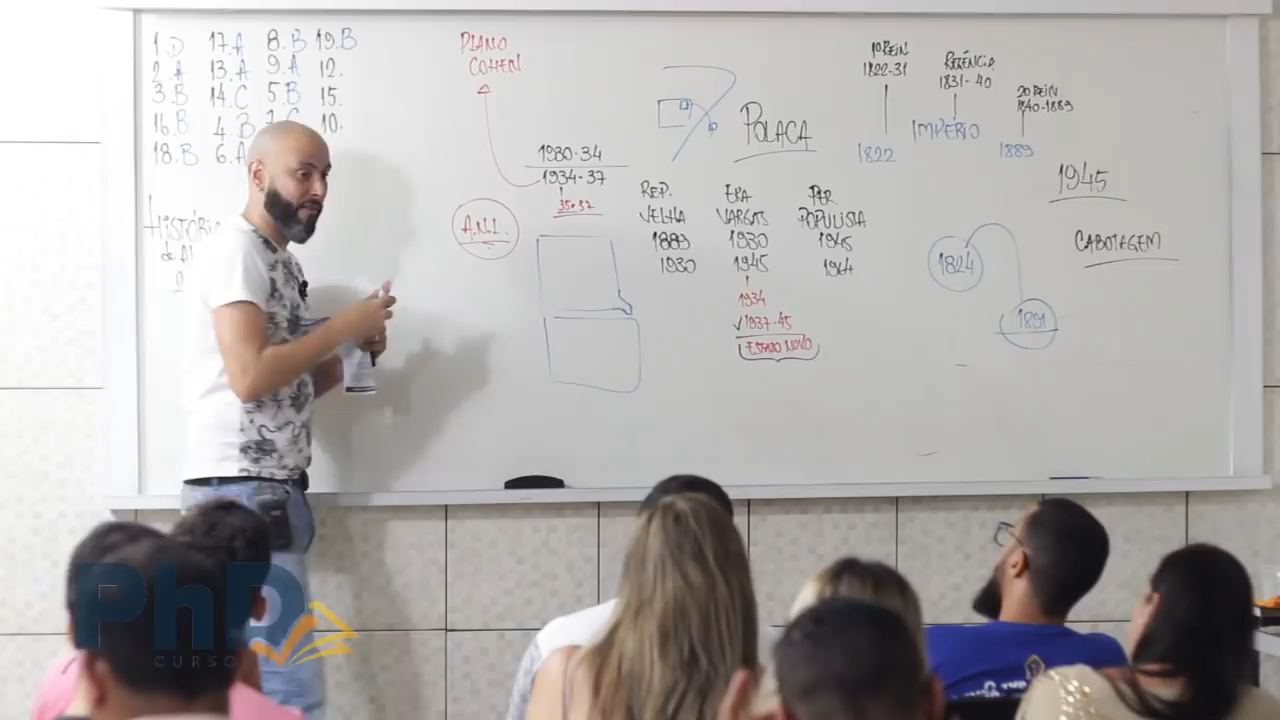 1.D 17.A 8.B 19.B
2.A 13.A 9.A 12.
3.B 14.C 5.B 15.
16.B 4.B 7.C 10.
18.B 6.A
HISTÓRIA
PLANO
COHEN
1930-34
1934-37
35 37
A.N.L.
POLACA
REP.
VELHA
1889
1930
ERA
VARGAS
1930
1945
1934
✓1937-45
ESTADO NOVO
PER.
POPULISTA
1945
1964
1º REIN
1822-31
REGÊNCIA
1831-40
2º REIN
1840-1889
IMPÉRIO
1822
1889
1945
CABOTAGEM
1824
1891
PhD
CURSO